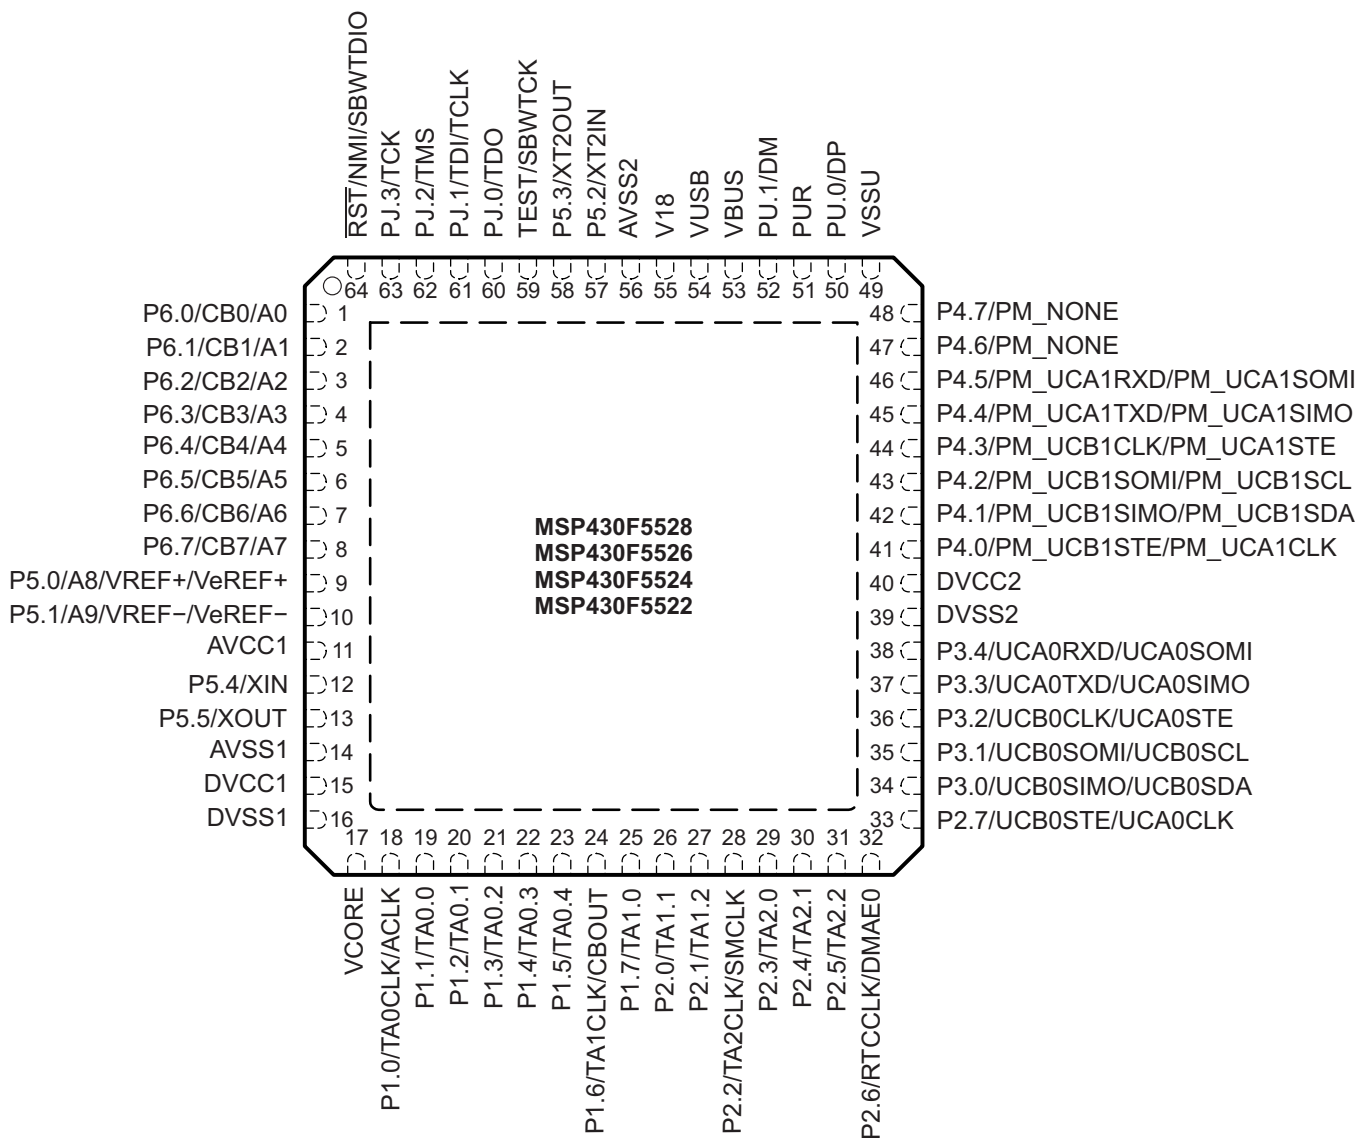 RST/NMI/SBWTDIO
PJ.3/TCK
PJ.2/TMS
PJ.1/TDI/TCLK
PJ.0/TDO
TEST/SBWTCK
P5.3/XT2OUT
P5.2/XT2IN
AVSS2
V18
VUSB
VBUS
PU.1/DM
PUR
PU.0/DP
VSSU
64 63 62 61 60 59 58 57 56 55 54 53 52 51 50 49
P6.0/CB0/A0 1
P6.1/CB1/A1 2
P6.2/CB2/A2 3
P6.3/CB3/A3 4
P6.4/CB4/A4 5
P6.5/CB5/A5 6
P6.6/CB6/A6 7
P6.7/CB7/A7 8
P5.0/A8/VREF+/VeREF+ 9
P5.1/A9/VREF−/VeREF− 10
AVCC1 11
P5.4/XIN 12
P5.5/XOUT 13
AVSS1 14
DVCC1 15
DVSS1 16
MSP430F5528
MSP430F5526
MSP430F5524
MSP430F5522
48 P4.7/PM_NONE
47 P4.6/PM_NONE
46 P4.5/PM_UCA1RXD/PM_UCA1SOMI
45 P4.4/PM_UCA1TXD/PM_UCA1SIMO
44 P4.3/PM_UCB1CLK/PM_UCA1STE
43 P4.2/PM_UCB1SOMI/PM_UCB1SCL
42 P4.1/PM_UCB1SIMO/PM_UCB1SDA
41 P4.0/PM_UCB1STE/PM_UCA1CLK
40 DVCC2
39 DVSS2
38 P3.4/UCA0RXD/UCA0SOMI
37 P3.3/UCA0TXD/UCA0SIMO
36 P3.2/UCB0CLK/UCA0STE
35 P3.1/UCB0SOMI/UCB0SCL
34 P3.0/UCB0SIMO/UCB0SDA
33 P2.7/UCB0STE/UCA0CLK
17 18 19 20 21 22 23 24 25 26 27 28 29 30 31 32
VCORE
P1.0/TA0CLK/ACLK
P1.1/TA0.0
P1.2/TA0.1
P1.3/TA0.2
P1.4/TA0.3
P1.5/TA0.4
P1.6/TA1CLK/CBOUT
P1.7/TA1.0
P2.0/TA1.1
P2.1/TA1.2
P2.2/TA2CLK/SMCLK
P2.3/TA2.0
P2.4/TA2.1
P2.5/TA2.2
P2.6/RTCCLK/DMAE0